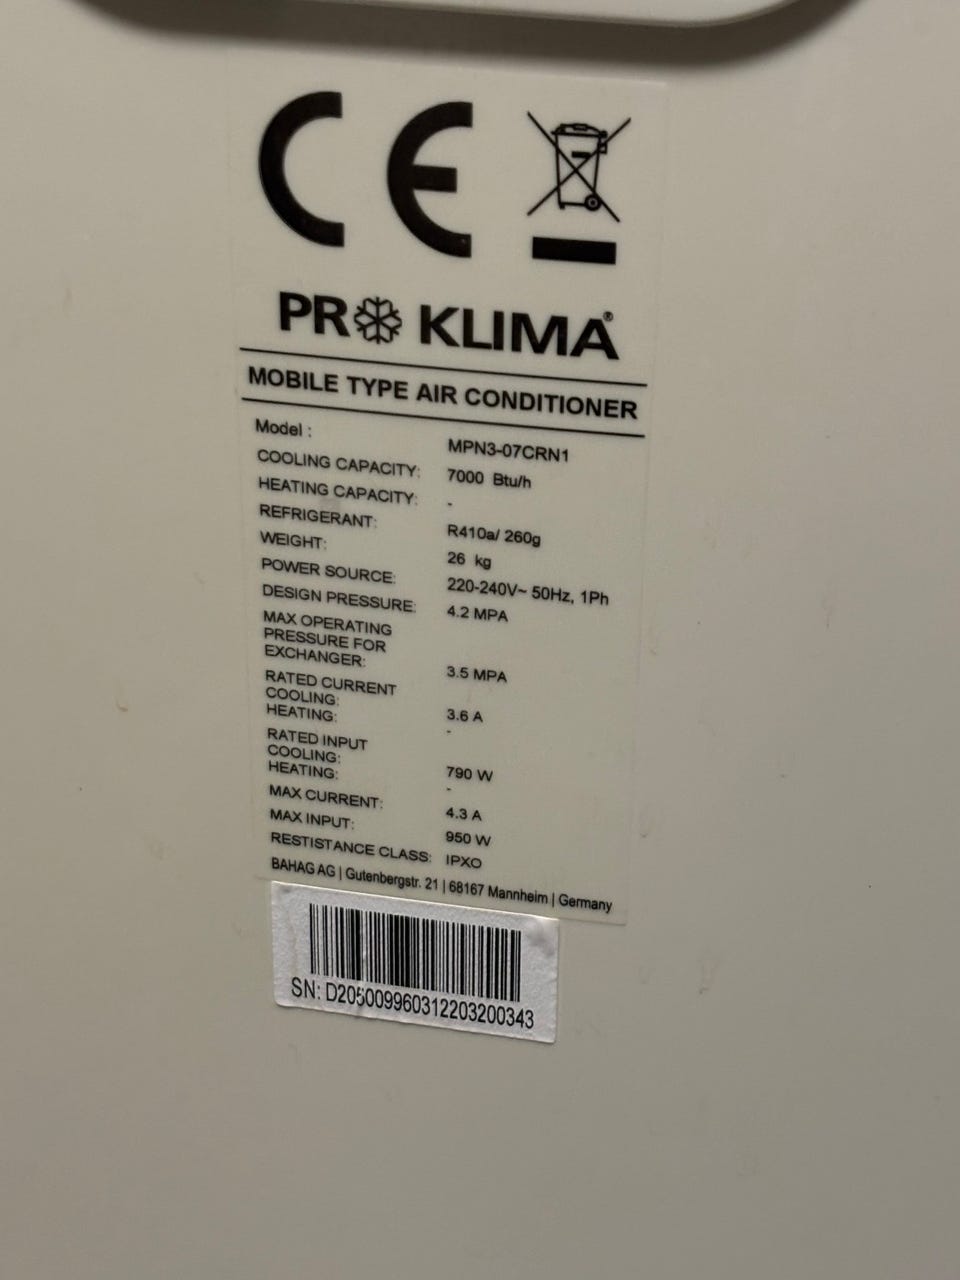 CE
PRO KLIMA®
MOBILE TYPE AIR CONDITIONER
Model : MPN3-07CRN1
COOLING CAPACITY: 7000 Btu/h
HEATING CAPACITY: -
REFRIGERANT: R410a/ 260g
WEIGHT: 26 kg
POWER SOURCE: 220-240V~ 50Hz, 1Ph
DESIGN PRESSURE: 4.2 MPA
MAX OPERATING
PRESSURE FOR
EXCHANGER: 3.5 MPA
RATED CURRENT
COOLING: 3.6 A
HEATING: -
RATED INPUT
COOLING: 790 W
HEATING: -
MAX CURRENT: 4.3 A
MAX INPUT: 950 W
RESTISTANCE CLASS: IPXO
BAHAG AG | Gutenbergstr. 21 | 68167 Mannheim | Germany
SN: D205009960312203200343